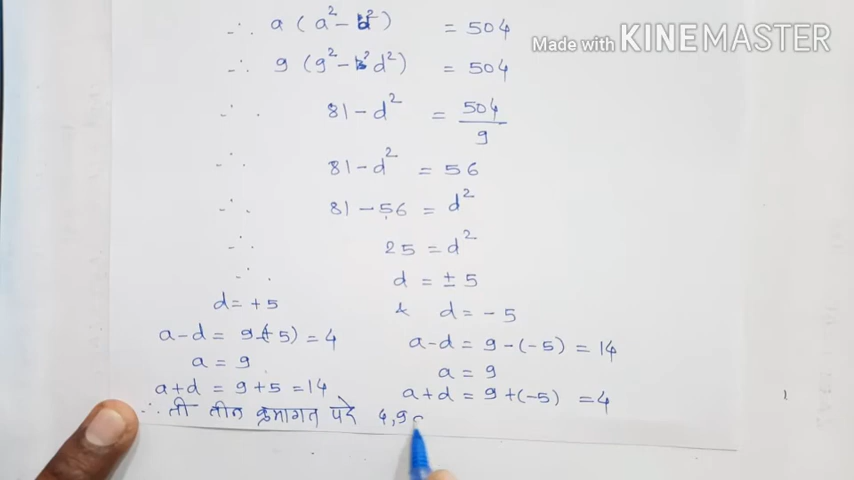 ∴ a (a² - d²) = 504
Made with KINEMASTER
∴ 9 (9² - d²) = 504
∴ 81 - d² = 504/9
∴ 81 - d² = 56
∴ 81 - 56 = d²
∴ 25 = d²
∴ d = ± 5
d = +5 & d = -5
a-d = 9-(+5) = 4 a-d = 9-(-5) = 14
a = 9 a = 9
a+d = 9+5 = 14 a+d = 9+(-5) = 4
∴ ती तीन क्रमागत पदे 4,9